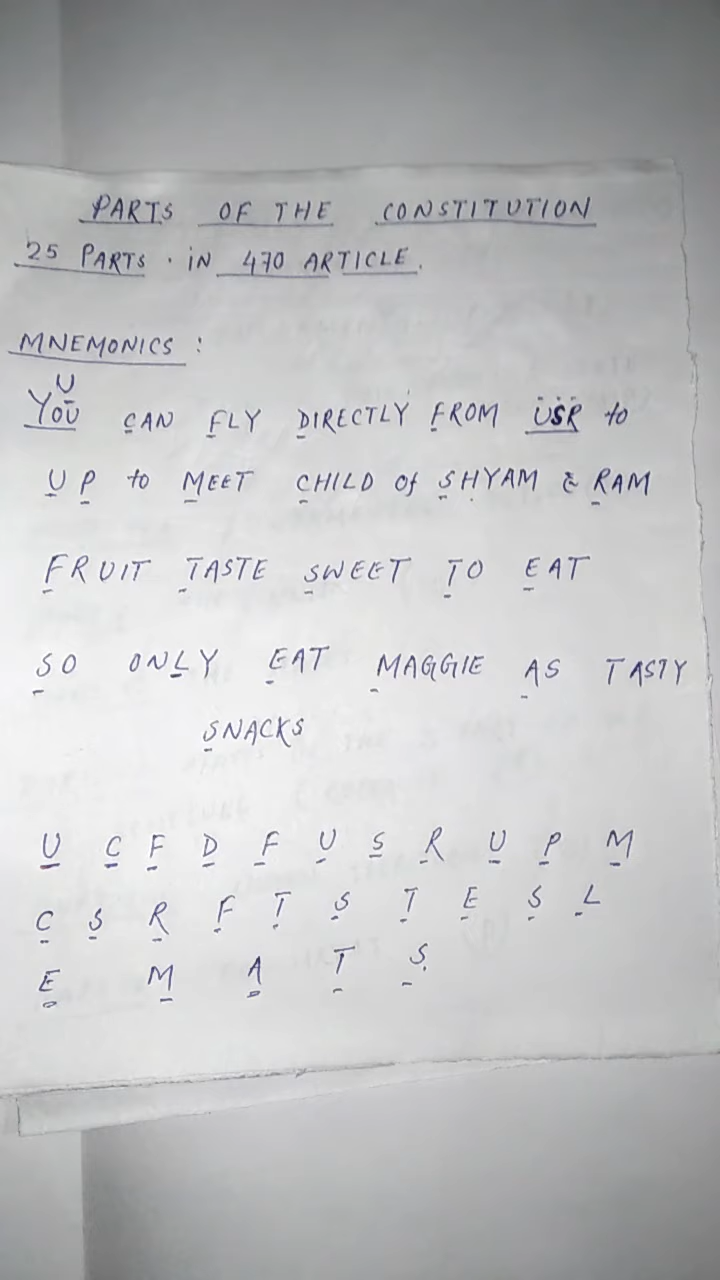 PARTS OF THE CONSTITUTION
25 PARTS . iN 470 ARTICLE.
MNEMONICS :
U
YOU CAN FLY DIRECTLY FROM USR to
UP to MEET CHILD of SHYAM & RAM
FRUIT TASTE SWEET TO EAT
SO ONLY EAT MAGGIE AS TASTY
SNACKS
U C F D F U S R U P M
C S R F T S T E S L
E M A T S.